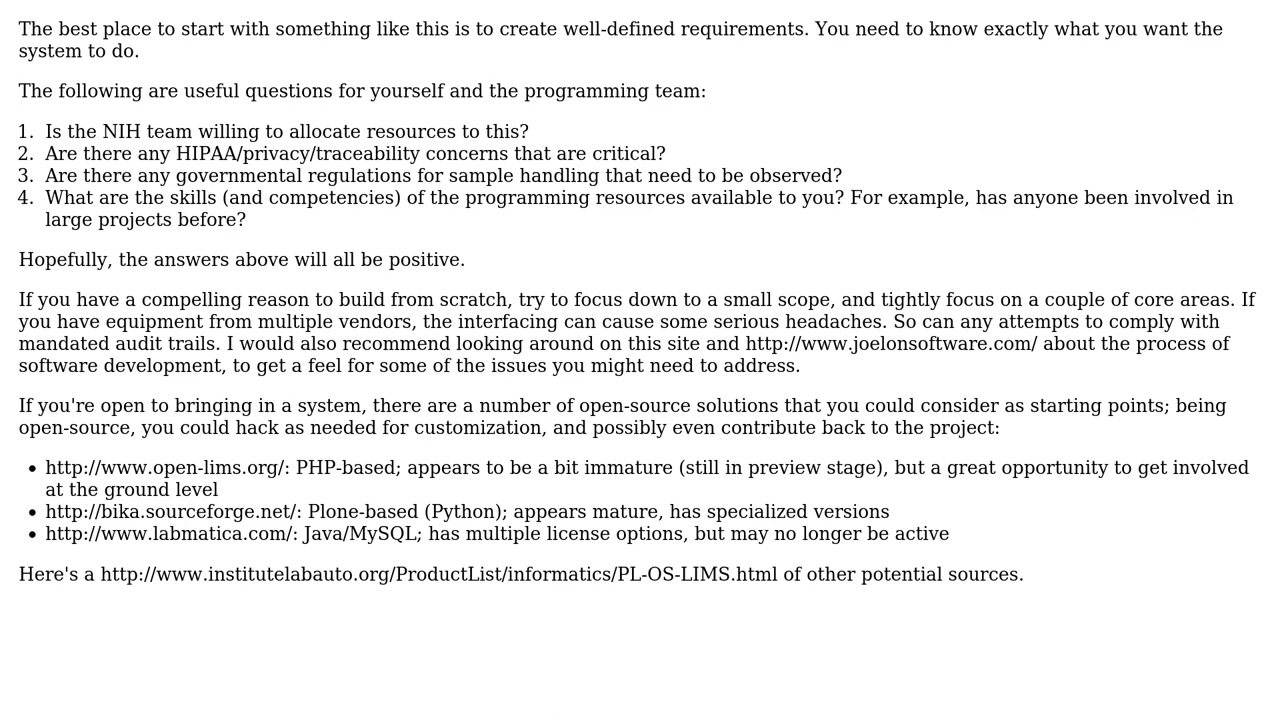 The best place to start with something like this is to create well-defined requirements. You need to know exactly what you want the
system to do.
The following are useful questions for yourself and the programming team:
1. Is the NIH team willing to allocate resources to this?
2. Are there any HIPAA/privacy/traceability concerns that are critical?
3. Are there any governmental regulations for sample handling that need to be observed?
4. What are the skills (and competencies) of the programming resources available to you? For example, has anyone been involved in
large projects before?
Hopefully, the answers above will all be positive.
If you have a compelling reason to build from scratch, try to focus down to a small scope, and tightly focus on a couple of core areas. If
you have equipment from multiple vendors, the interfacing can cause some serious headaches. So can any attempts to comply with
mandated audit trails. I would also recommend looking around on this site and http://www.joelonsoftware.com/ about the process of
software development, to get a feel for some of the issues you might need to address.
If you're open to bringing in a system, there are a number of open-source solutions that you could consider as starting points; being
open-source, you could hack as needed for customization, and possibly even contribute back to the project:
• http://www.open-lims.org/: PHP-based; appears to be a bit immature (still in preview stage), but a great opportunity to get involved
at the ground level
• http://bika.sourceforge.net/: Plone-based (Python); appears mature, has specialized versions
• http://www.labmatica.com/: Java/MySQL; has multiple license options, but may no longer be active
Here's a http://www.institutelabauto.org/ProductList/informatics/PL-OS-LIMS.html of other potential sources.